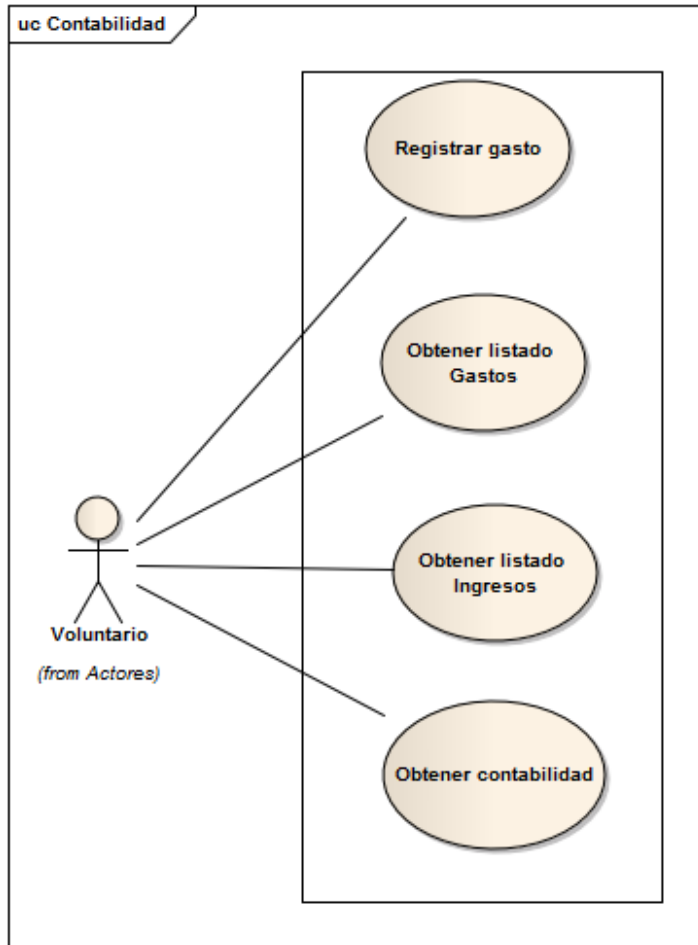 uc Contabilidad
Registrar gasto
Obtener listado
Gastos
Obtener listado
Ingresos
Voluntario
(from Actores)
Obtener contabilidad